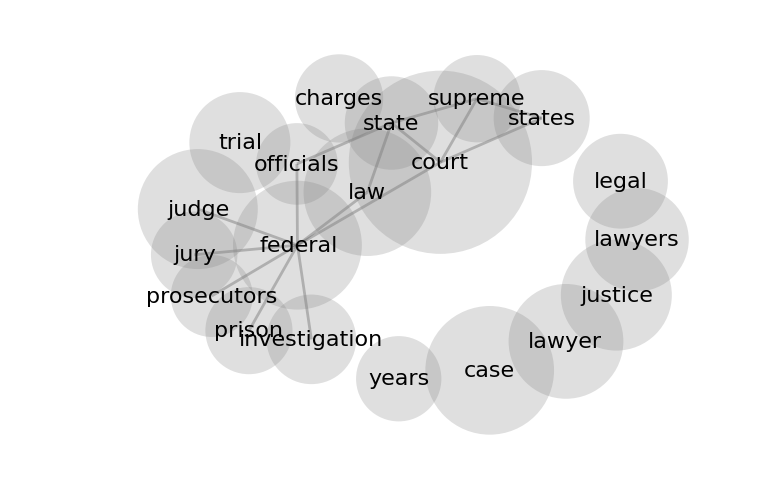 charges
supreme
states
state
trial
officials
court
legal
law
judge
lawyers
federal
jury
prosecutors
justice
prison
investigation
lawyer
case
years